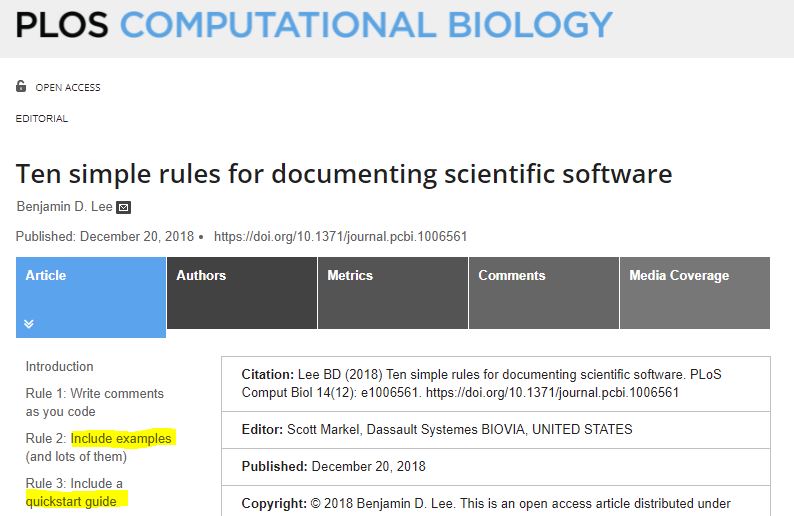 PLOS COMPUTATIONAL BIOLOGY
OPEN ACCESS
EDITORIAL
Ten simple rules for documenting scientific software
Benjamin D. Lee
Published: December 20, 2018 • https://doi.org/10.1371/journal.pcbi.1006561
Article Authors Metrics Comments Media Coverage
Introduction
Rule 1: Write comments
as you code
Rule 2: Include examples
(and lots of them)
Rule 3: Include a
quickstart guide
Citation: Lee BD (2018) Ten simple rules for documenting scientific software. PLoS
Comput Biol 14(12): e1006561. https://doi.org/10.1371/journal.pcbi.1006561
Editor: Scott Markel, Dassault Systemes BIOVIA, UNITED STATES
Published: December 20, 2018
Copyright: © 2018 Benjamin D. Lee. This is an open access article distributed under